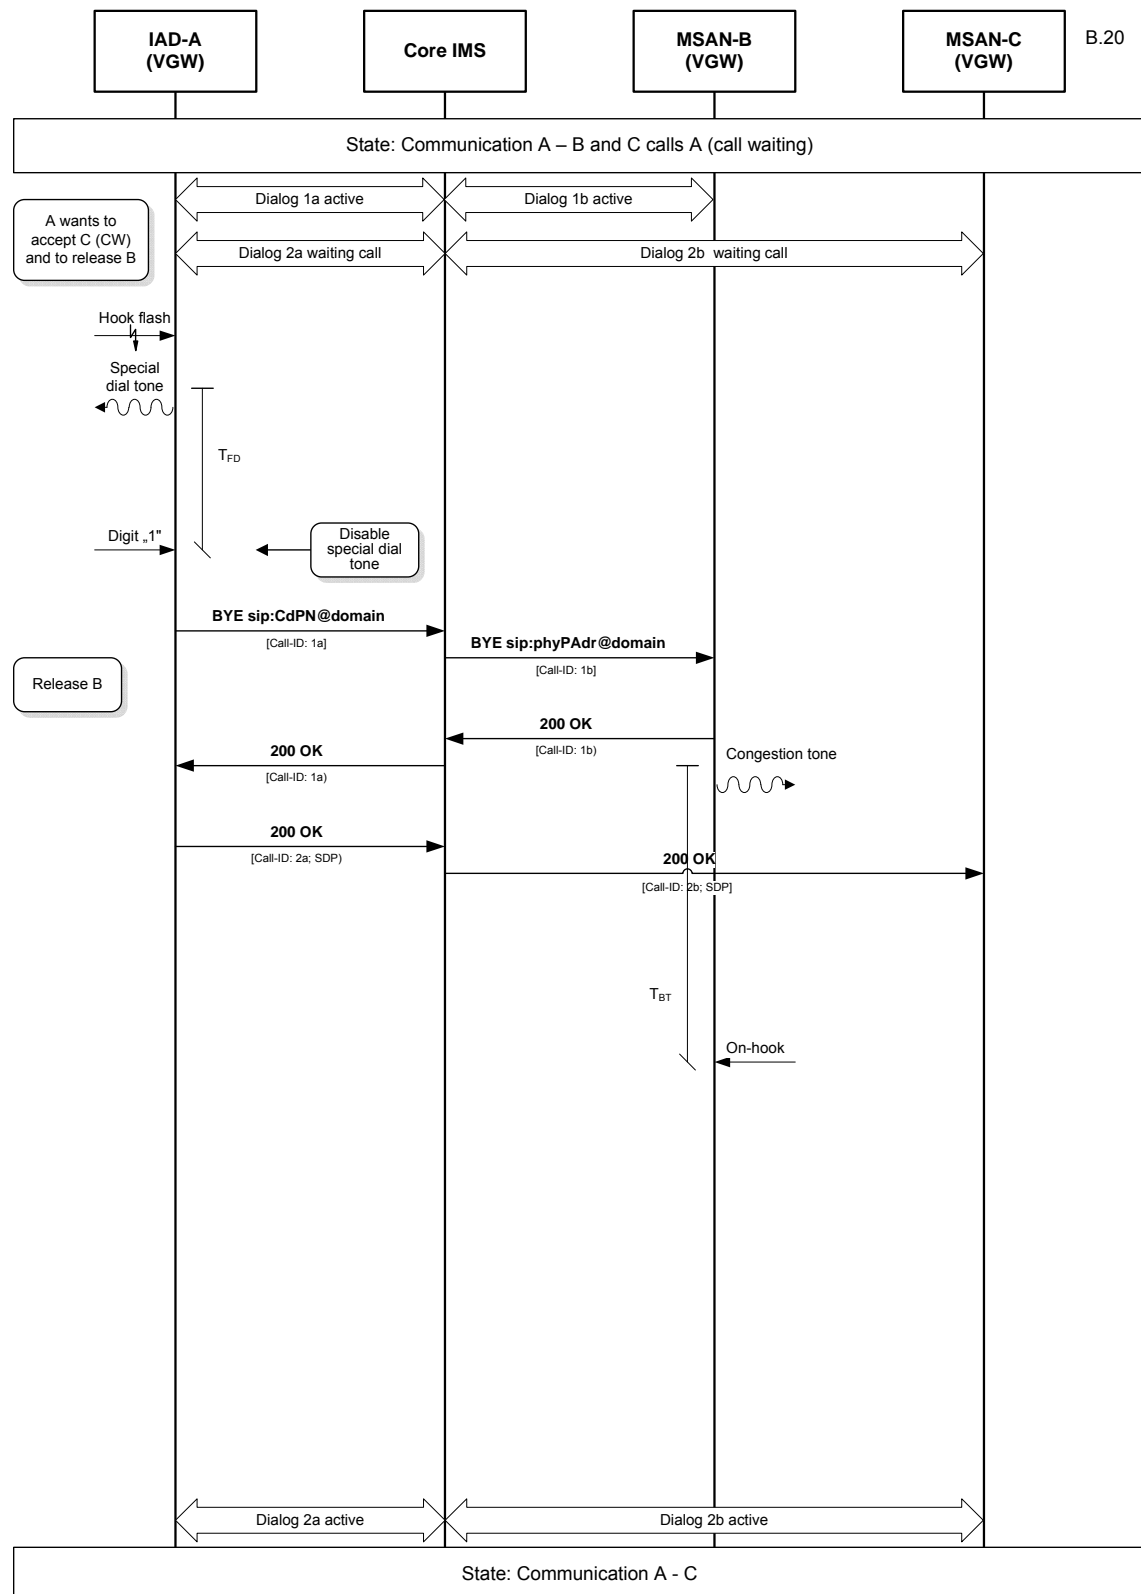 IAD-A
(VGW)
Core IMS
MSAN-B
(VGW)
MSAN-C
(VGW)
B.20
State: Communication A – B and C calls A (call waiting)
Dialog 1a active
Dialog 1b active
A wants to
accept C (CW)
and to release B
Dialog 2a waiting call
Dialog 2b  waiting call
Hook flash
Special
dial tone
TFD
Digit „1"
Disable
special dial
tone
BYE sip:CdPN@domain
[Call-ID: 1a]
BYE sip:phyPAdr@domain
[Call-ID: 1b]
Release B
200 OK
[Call-ID: 1b)
200 OK
[Call-ID: 1a)
Congestion tone
200 OK
[Call-ID: 2a; SDP)
200 OK
[Call-ID: 2b; SDP]
TBT
On-hook
Dialog 2a active
Dialog 2b active
State: Communication A - C